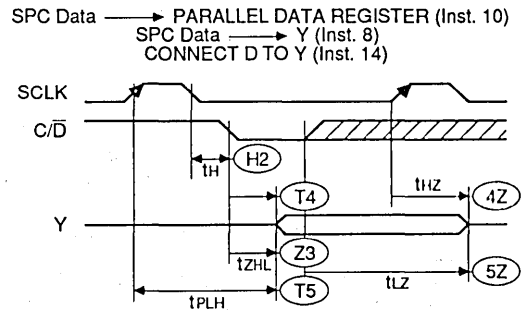 SPC Data ⟶ PARALLEL DATA REGISTER (Inst. 10)
SPC Data ⟶ Y (Inst. 8)
CONNECT D TO Y (Inst. 14)
SCLK
C/D̅
tH
H2
T4
tHZ
4Z
Y
tZHL
Z3
tLZ
5Z
tPLH
T5